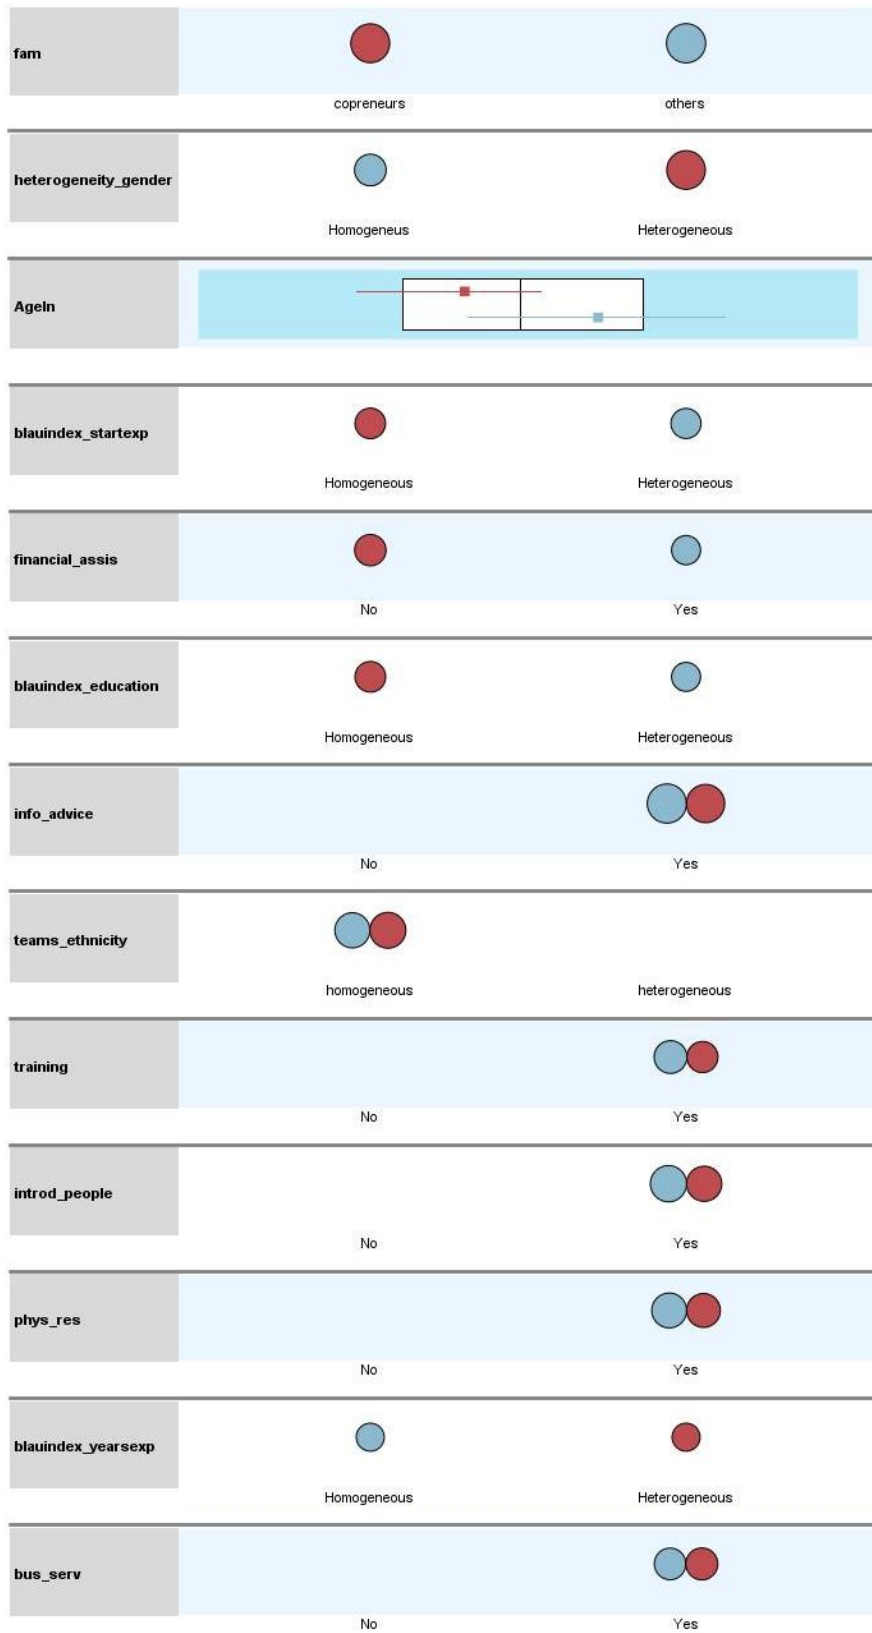 fam
copreneurs others
heterogeneity_gender
Homogeneus Heterogeneous
Ageln
blauindex_startexp
Homogeneous Heterogeneous
financial_assis
No Yes
blauindex_education
Homogeneous Heterogeneous
info_advice
No Yes
teams_ethnicity
homogeneous heterogeneous
training
No Yes
introd_people
No Yes
phys_res
No Yes
blauindex_yearsexp
Homogeneous Heterogeneous
bus_serv
No Yes